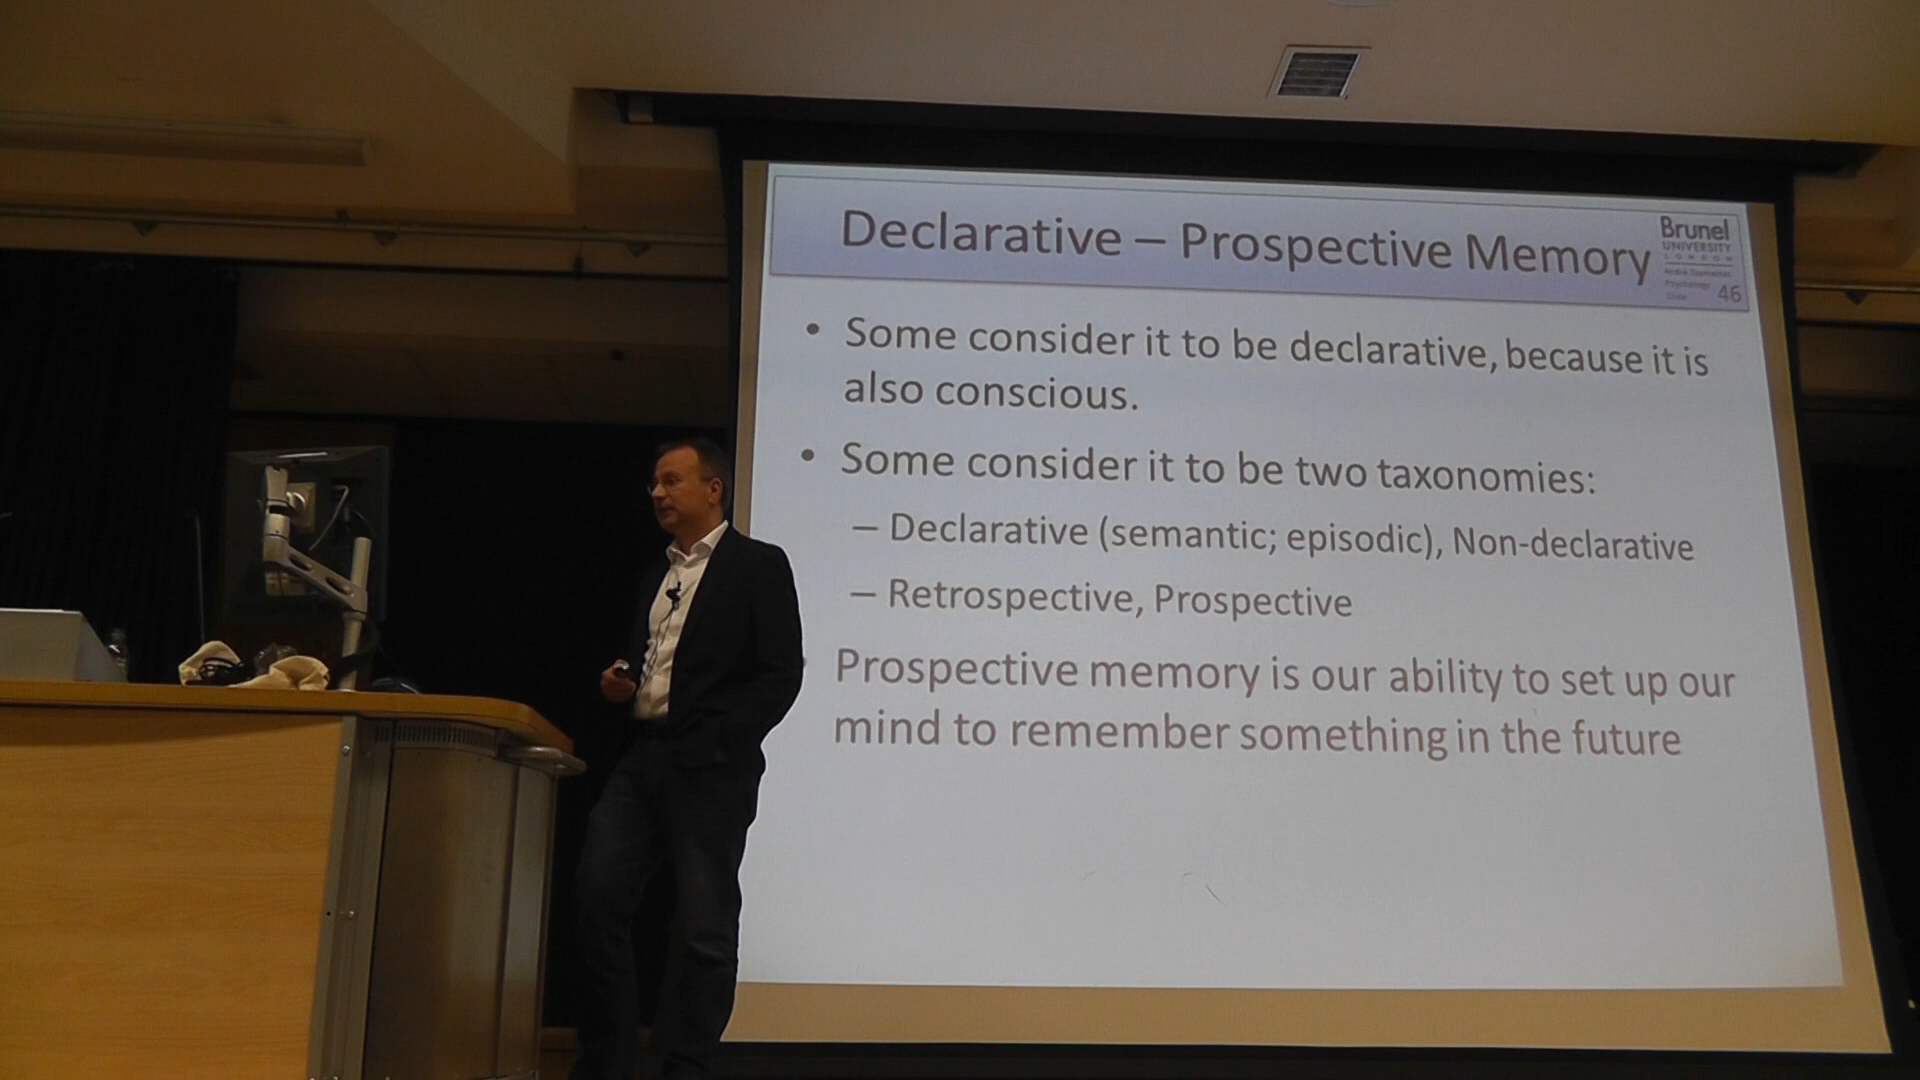 Declarative – Prospective Memory
Brunel
UNIVERSITY
LONDON
46
• Some consider it to be declarative, because it is
also conscious.
• Some consider it to be two taxonomies:
– Declarative (semantic; episodic), Non-declarative
– Retrospective, Prospective
Prospective memory is our ability to set up our
mind to remember something in the future